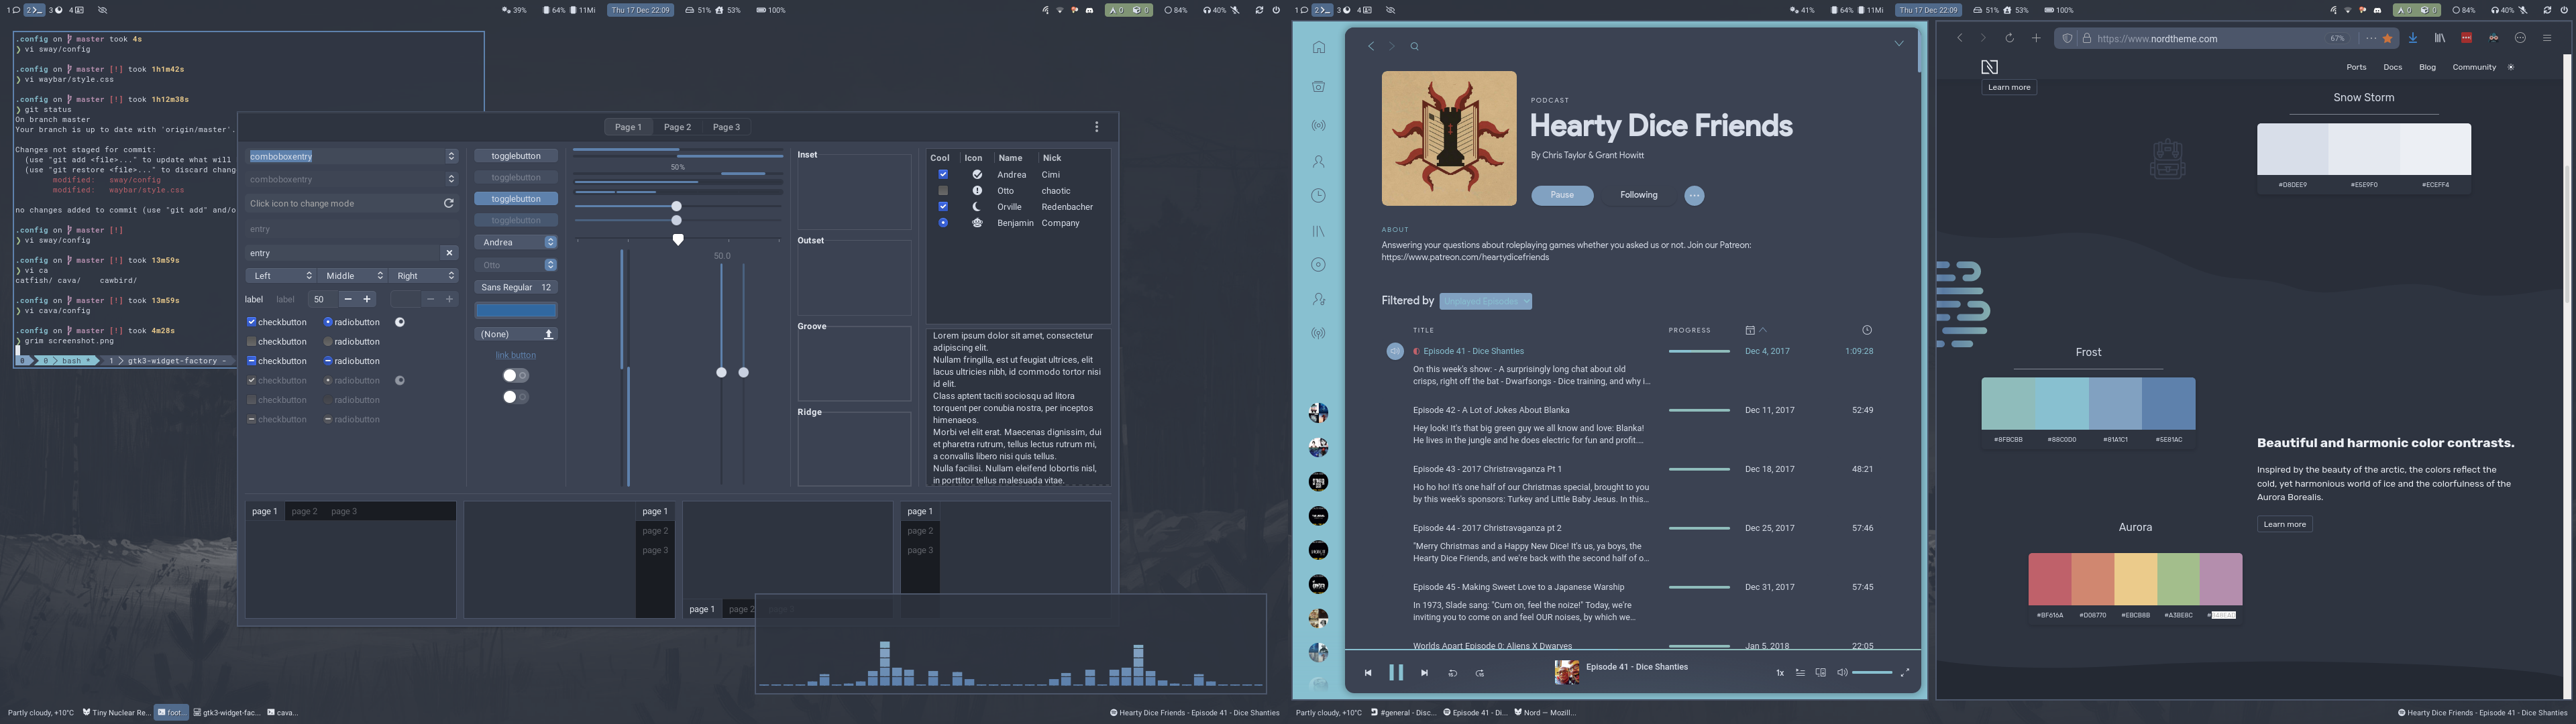 1 2 3 4
39% 64% 11Mi Thu 17 Dec 22:09 51% 53% 100%
0 0 84% 40%
.config on master took 4s
❯ vi sway/config
.config on master [!] took 1h1m42s
❯ vi waybar/style.css
.config on master [!] took 1h12m38s
❯ git status
On branch master
Your branch is up to date with 'origin/master'.
Changes not staged for commit:
(use "git add <file>..." to update what will
(use "git restore <file>..." to discard chang
modified: sway/config
modified: waybar/style.css
no changes added to commit (use "git add" and/o
.config on master [!]
❯ vi sway/config
.config on master [!] took 13m59s
❯ vi ca
catfish/ cava/ cawbird/
.config on master [!] took 13m59s
❯ vi cava/config
.config on master [!] took 4m28s
❯ grim screenshot.png
0 0 bash * 1 gtk3-widget-factory -
Page 1 Page 2 Page 3
comboboxentry
comboboxentry
Click icon to change mode
entry
entry
Left Middle Right
label label 50
checkbutton radiobutton
checkbutton radiobutton
checkbutton radiobutton
checkbutton radiobutton
checkbutton radiobutton
checkbutton radiobutton
togglebutton
togglebutton
togglebutton
togglebutton
Andrea
Otto
Sans Regular 12
(None)
link button
50%
50.0
Inset
Outset
Groove
Ridge
Cool Icon Name Nick
Andrea Cimi
Otto chaotic
Orville Redenbacher
Benjamin Company
Lorem ipsum dolor sit amet, consectetur
adipiscing elit.
Nullam fringilla, est ut feugiat ultrices, elit
lacus ultricies nibh, id commodo tortor nisi
id elit.
Class aptent taciti sociosqu ad litora
torquent per conubia nostra, per inceptos
himenaeos.
Morbi vel elit erat. Maecenas dignissim, dui
et pharetra rutrum, tellus lectus rutrum mi,
a convallis libero nisi quis tellus.
Nulla facilisi. Nullam eleifend lobortis nisl,
in porttitor tellus malesuada vitae.
page 1 page 2 page 3
page 1
page 2
page 3
page 1 page 2
page 1
page 2
page 3
Partly cloudy, +10°C Tiny Nuclear Re... foot gtk3-widget-fac... cava...
Hearty Dice Friends - Episode 41 - Dice Shanties
1 2 3 4
41% 64% 11Mi Thu 17 Dec 22:09 51% 53% 100%
0 0 84% 40%
PODCAST
Hearty Dice Friends
By Chris Taylor & Grant Howitt
Pause Following
ABOUT
Answering your questions about roleplaying games whether you asked us or not. Join our Patreon:
https://www.patreon.com/heartydicefriends
Filtered by Unplayed Episodes
TITLE PROGRESS
Episode 41 - Dice Shanties Dec 4, 2017 1:09:28
On this week's show: - A surprisingly long chat about old
crisps, right off the bat - Dwarfsongs - Dice training, and why i...
Episode 42 - A Lot of Jokes About Blanka Dec 11, 2017 52:49
Hey look! It's that big green guy we all know and love: Blanka!
He lives in the jungle and he does electric for fun and profit....
Episode 43 - 2017 Christravaganza Pt 1 Dec 18, 2017 48:21
Ho ho ho! It's one half of our Christmas special, brought to you
by this week's sponsors: Turkey and Little Baby Jesus. In this...
Episode 44 - 2017 Christravaganza pt 2 Dec 25, 2017 57:46
"Merry Christmas and a Happy New Dice! It's us, ya boys, the
Hearty Dice Friends, and we're back with the second half of o...
Episode 45 - Making Sweet Love to a Japanese Warship Dec 31, 2017 57:45
In 1973, Slade sang: "Cum on, feel the noize!" Today, we're
inviting you to come on and feel OUR noises, by which we...
Worlds Apart Episode 0: Aliens X Dwarves Jan 5, 2018 22:05
Episode 41 - Dice Shanties
1x
https://www.nordtheme.com 67%
Ports Docs Blog Community
Learn more
Snow Storm
#D8DEE9 #E5E9F0 #ECEFF4
Frost
#8FBCBB #88C0D0 #81A1C1 #5E81AC
Beautiful and harmonic color contrasts.
Inspired by the beauty of the arctic, the colors reflect the
cold, yet harmonious world of ice and the colorfulness of the
Aurora Borealis.
Learn more
Aurora
#BF616A #D08770 #EBCB8B #A3BE8C
Partly cloudy, +10°C #general - Disc... Episode 41 - Di... Nord — Mozill...
Hearty Dice Friends - Episode 41 - Dice Shanties